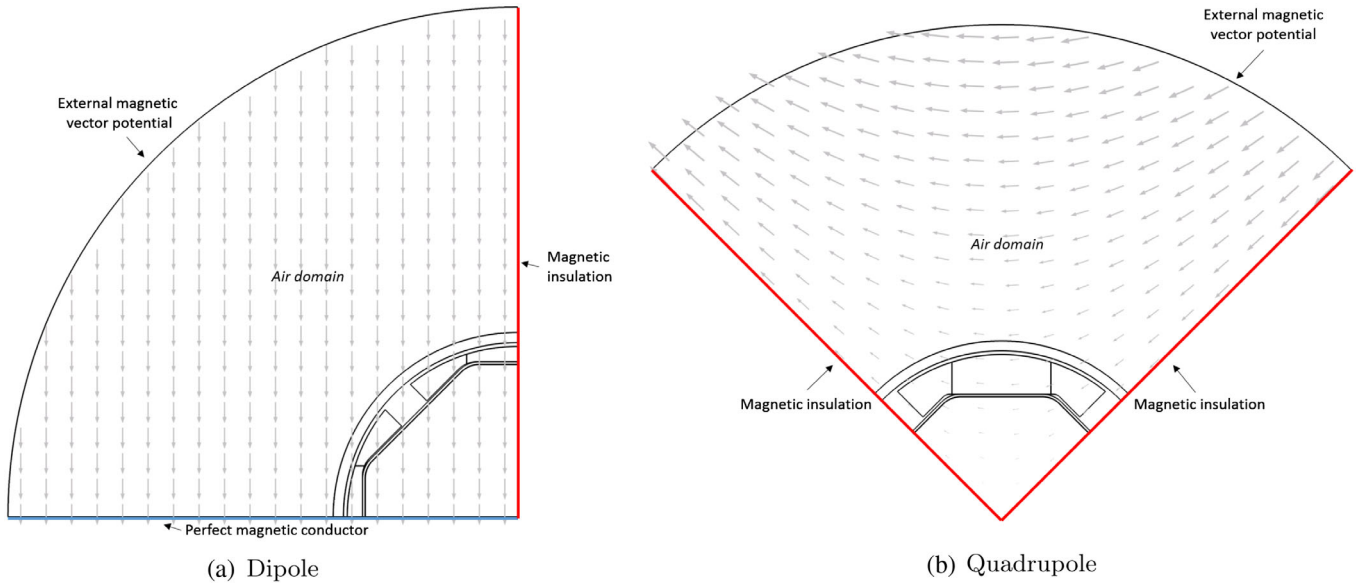 External magnetic
vector potential
Air domain
Magnetic
insulation
Perfect magnetic conductor
(a) Dipole
External magnetic
vector potential
Air domain
Magnetic insulation
Magnetic insulation
(b) Quadrupole